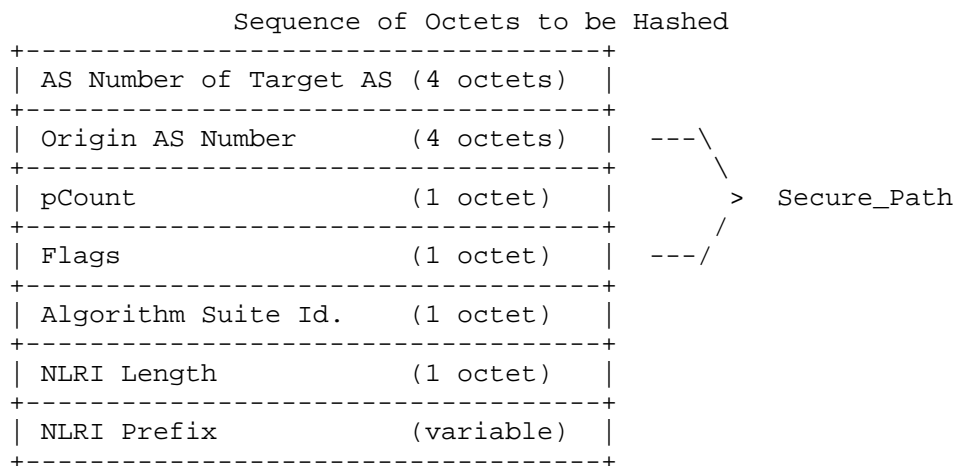 Sequence of Octets to be Hashed
+------------------------------------+
| AS Number of Target AS (4 octets)  |
+------------------------------------+
| Origin AS Number       (4 octets)  |  ---\
+------------------------------------+      \
| pCount                 (1 octet)   |       >  Secure_Path
+------------------------------------+      /
| Flags                  (1 octet)   |  ---/
+------------------------------------+
| Algorithm Suite Id.    (1 octet)   |
+------------------------------------+
| NLRI Length            (1 octet)   |
+------------------------------------+
| NLRI Prefix            (variable)  |
+------------------------------------+